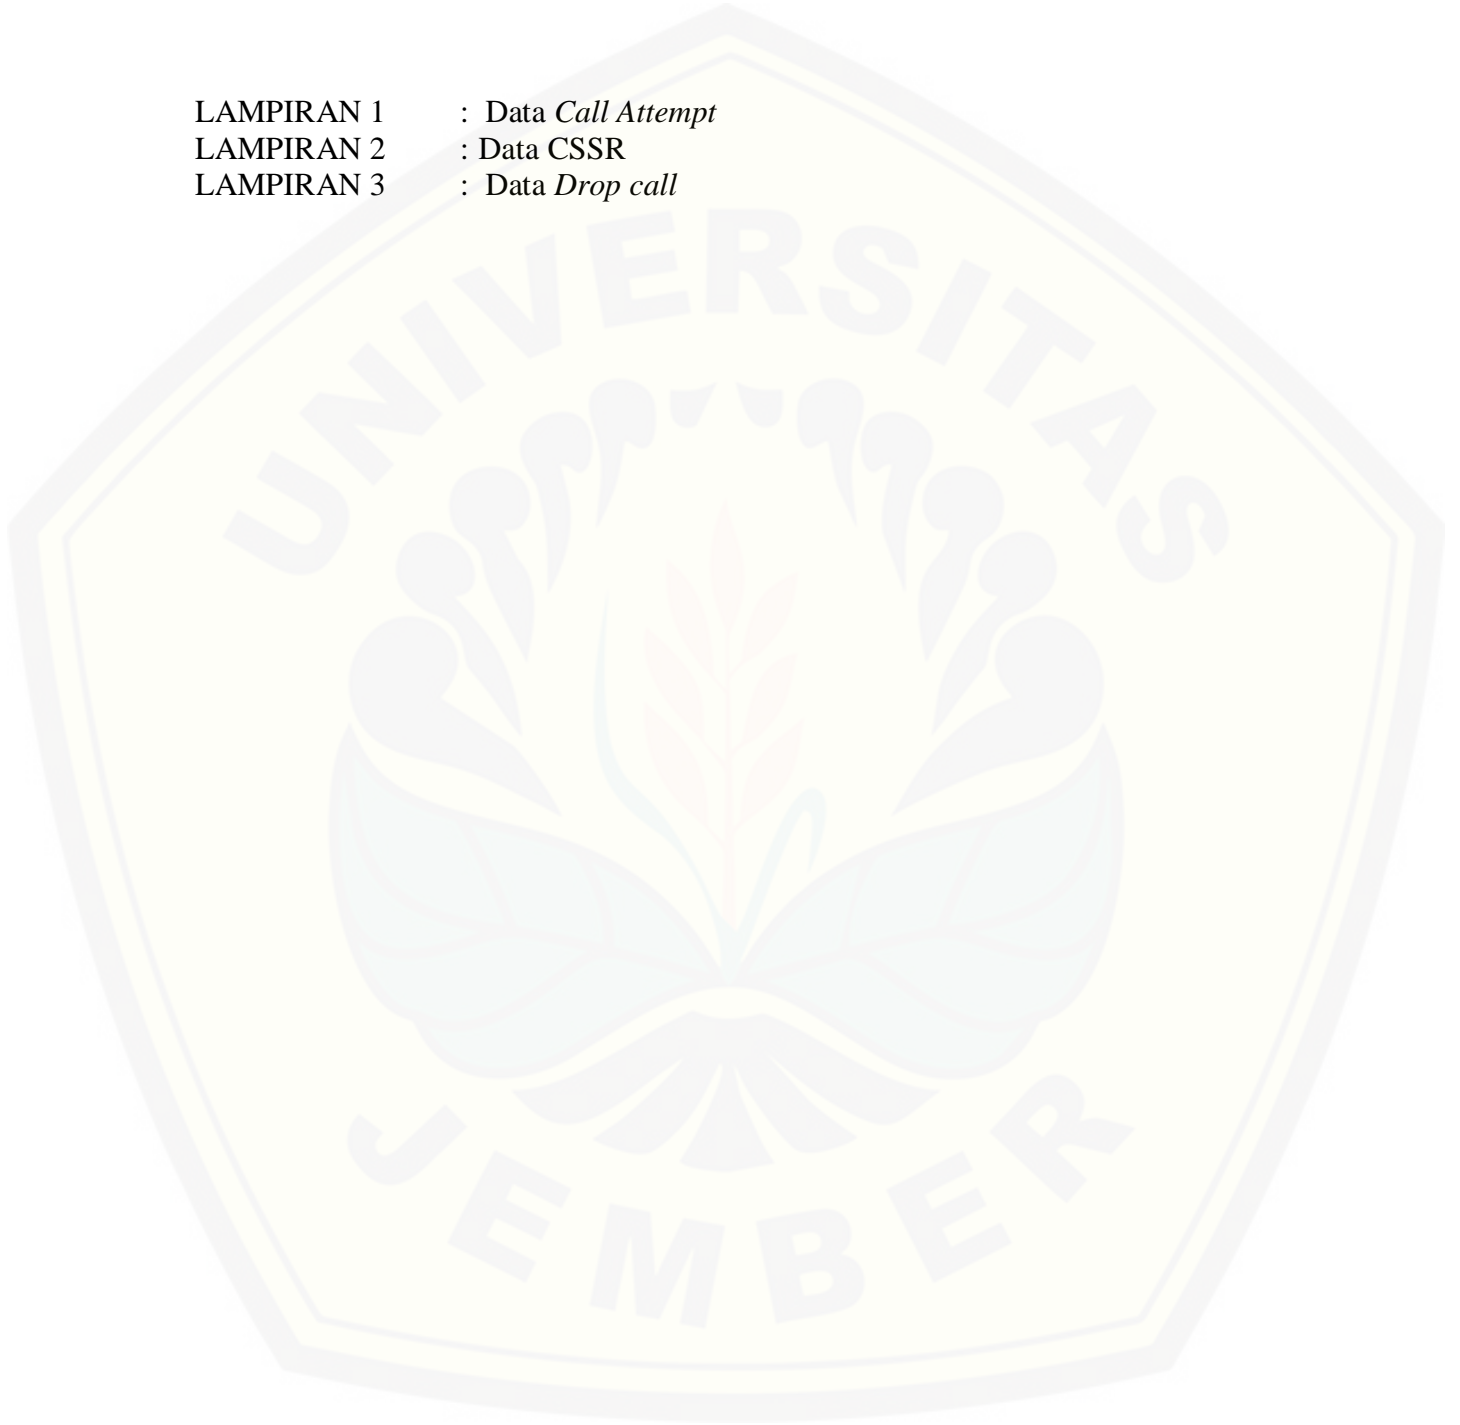 LAMPIRAN 1 : Data Call Attempt
LAMPIRAN 2 : Data CSSR
LAMPIRAN 3 : Data Drop call
UNIVERSITAS
JEMBER